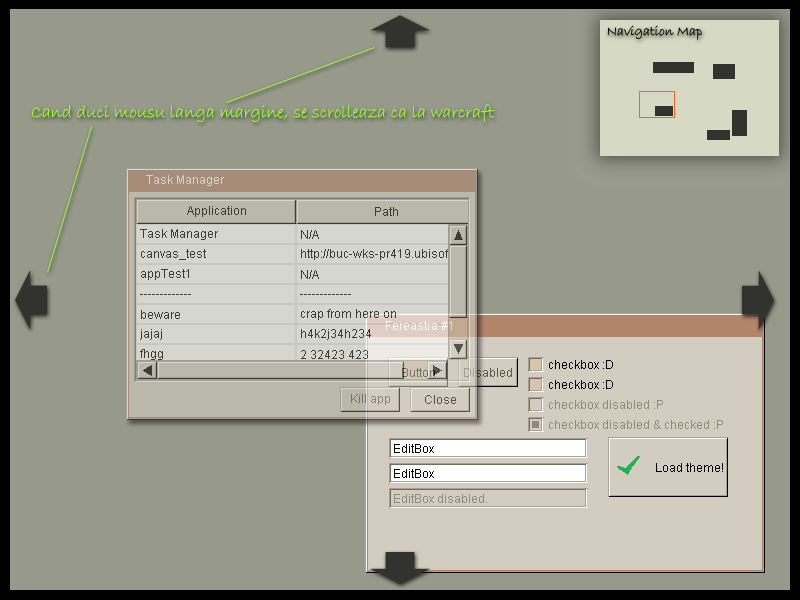 Navigation Map
Cand duci mousu langa margine, se scrolleaza ca la warcraft
Task Manager
Application Path
Task Manager N/A
canvas_test http://buc-wks-pr419.ubisof
appTest1 N/A
------------- -------------
beware crap from here on
jajaj h4k2j34h234
fhgg 2 32423 423
Kill app Close
Fereastra #1
Button Disabled
checkbox :D
checkbox :D
checkbox disabled :P
checkbox disabled & checked :P
EditBox
EditBox
EditBox disabled.
Load theme!